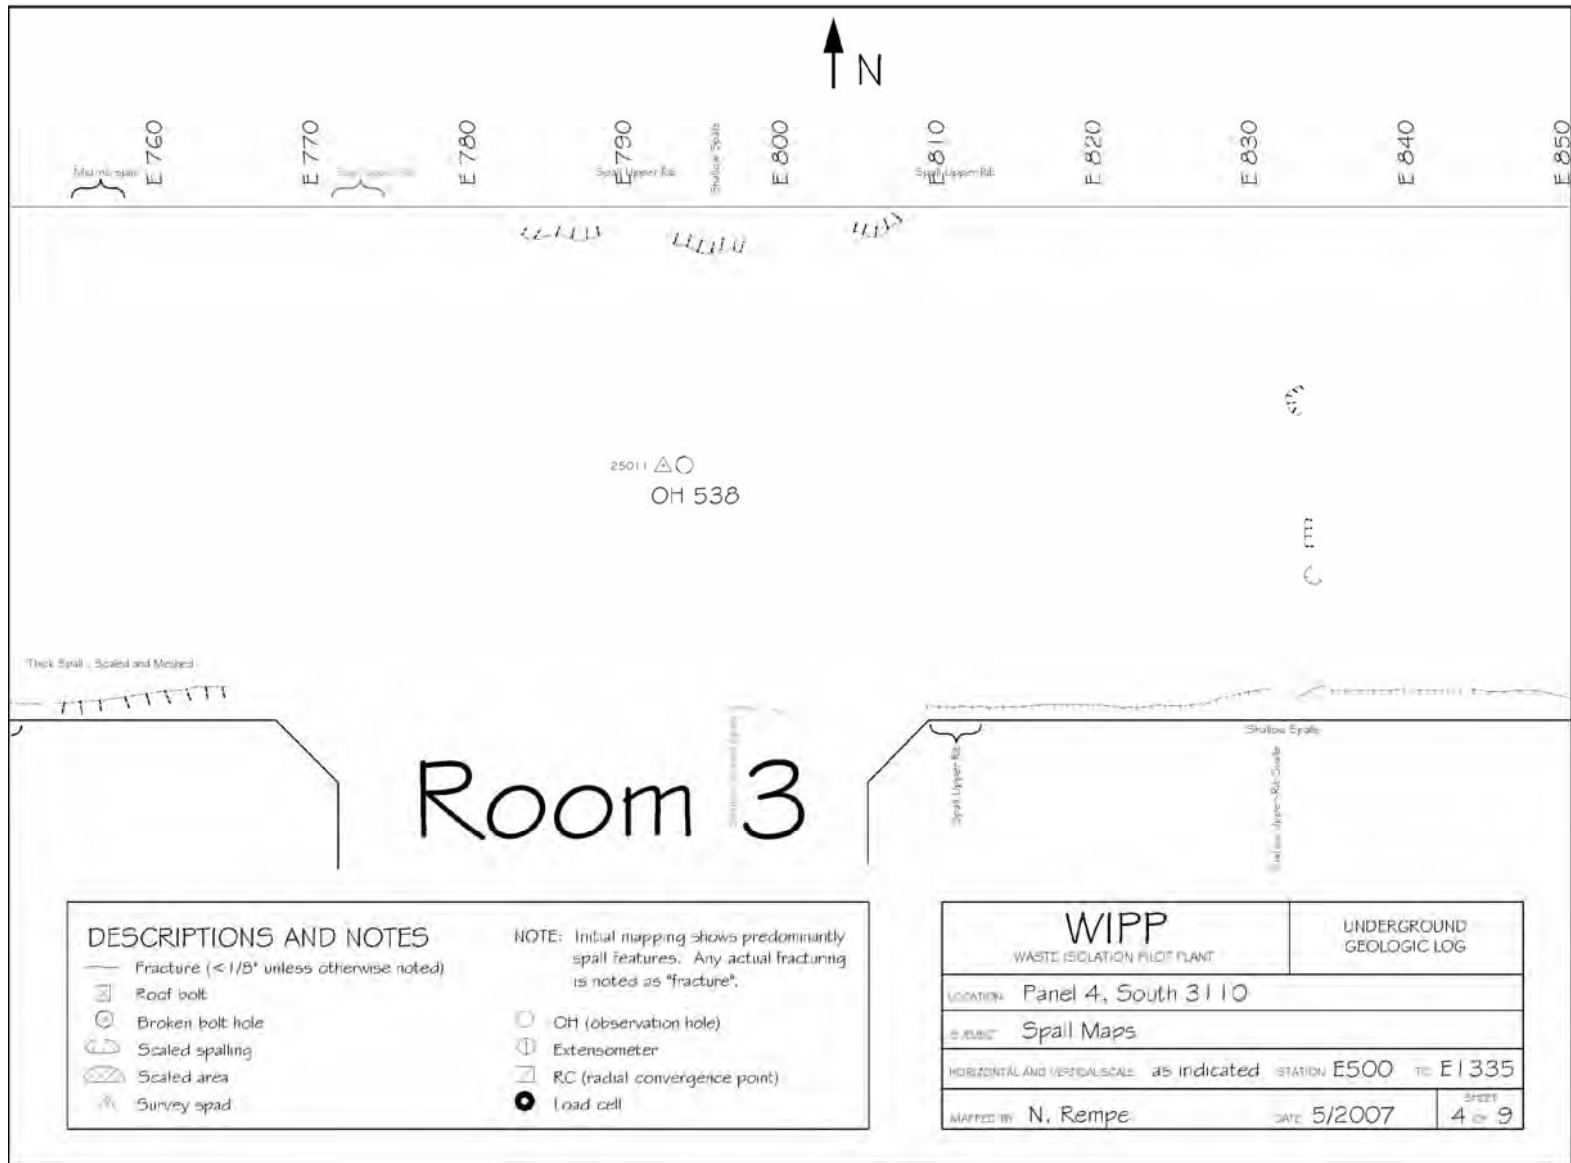 N
E 760
E 770
E 780
E 790
E 800
E 810
E 820
E 830
E 840
E 850
Mid rib spall
Spall Upper Rib
Shallow Spalls
Spall Upper Rib
25011
OH 538
Thick Spall - Scaled and Meshed
Room 3
Spall Upper Rib
Shallow Spalls
DESCRIPTIONS AND NOTES
Fracture (< 1/8" unless otherwise noted)
Roof bolt
Broken bolt hole
Scaled spalling
Scaled area
Survey spad
NOTE: Initial mapping shows predominantly
spall features. Any actual fracturing
is noted as "fracture".
OH (observation hole)
Extensometer
RC (radial convergence point)
Load cell
WIPP
WASTE ISOLATION PILOT PLANT
UNDERGROUND
GEOLOGIC LOG
LOCATION Panel 4, South 3110
SUBJECT Spall Maps
HORIZONTAL AND VERTICAL SCALE as indicated STATION E500 TO E1335
MAPPED BY N. Rempe DATE 5/2007
SHEET
4 OF 9